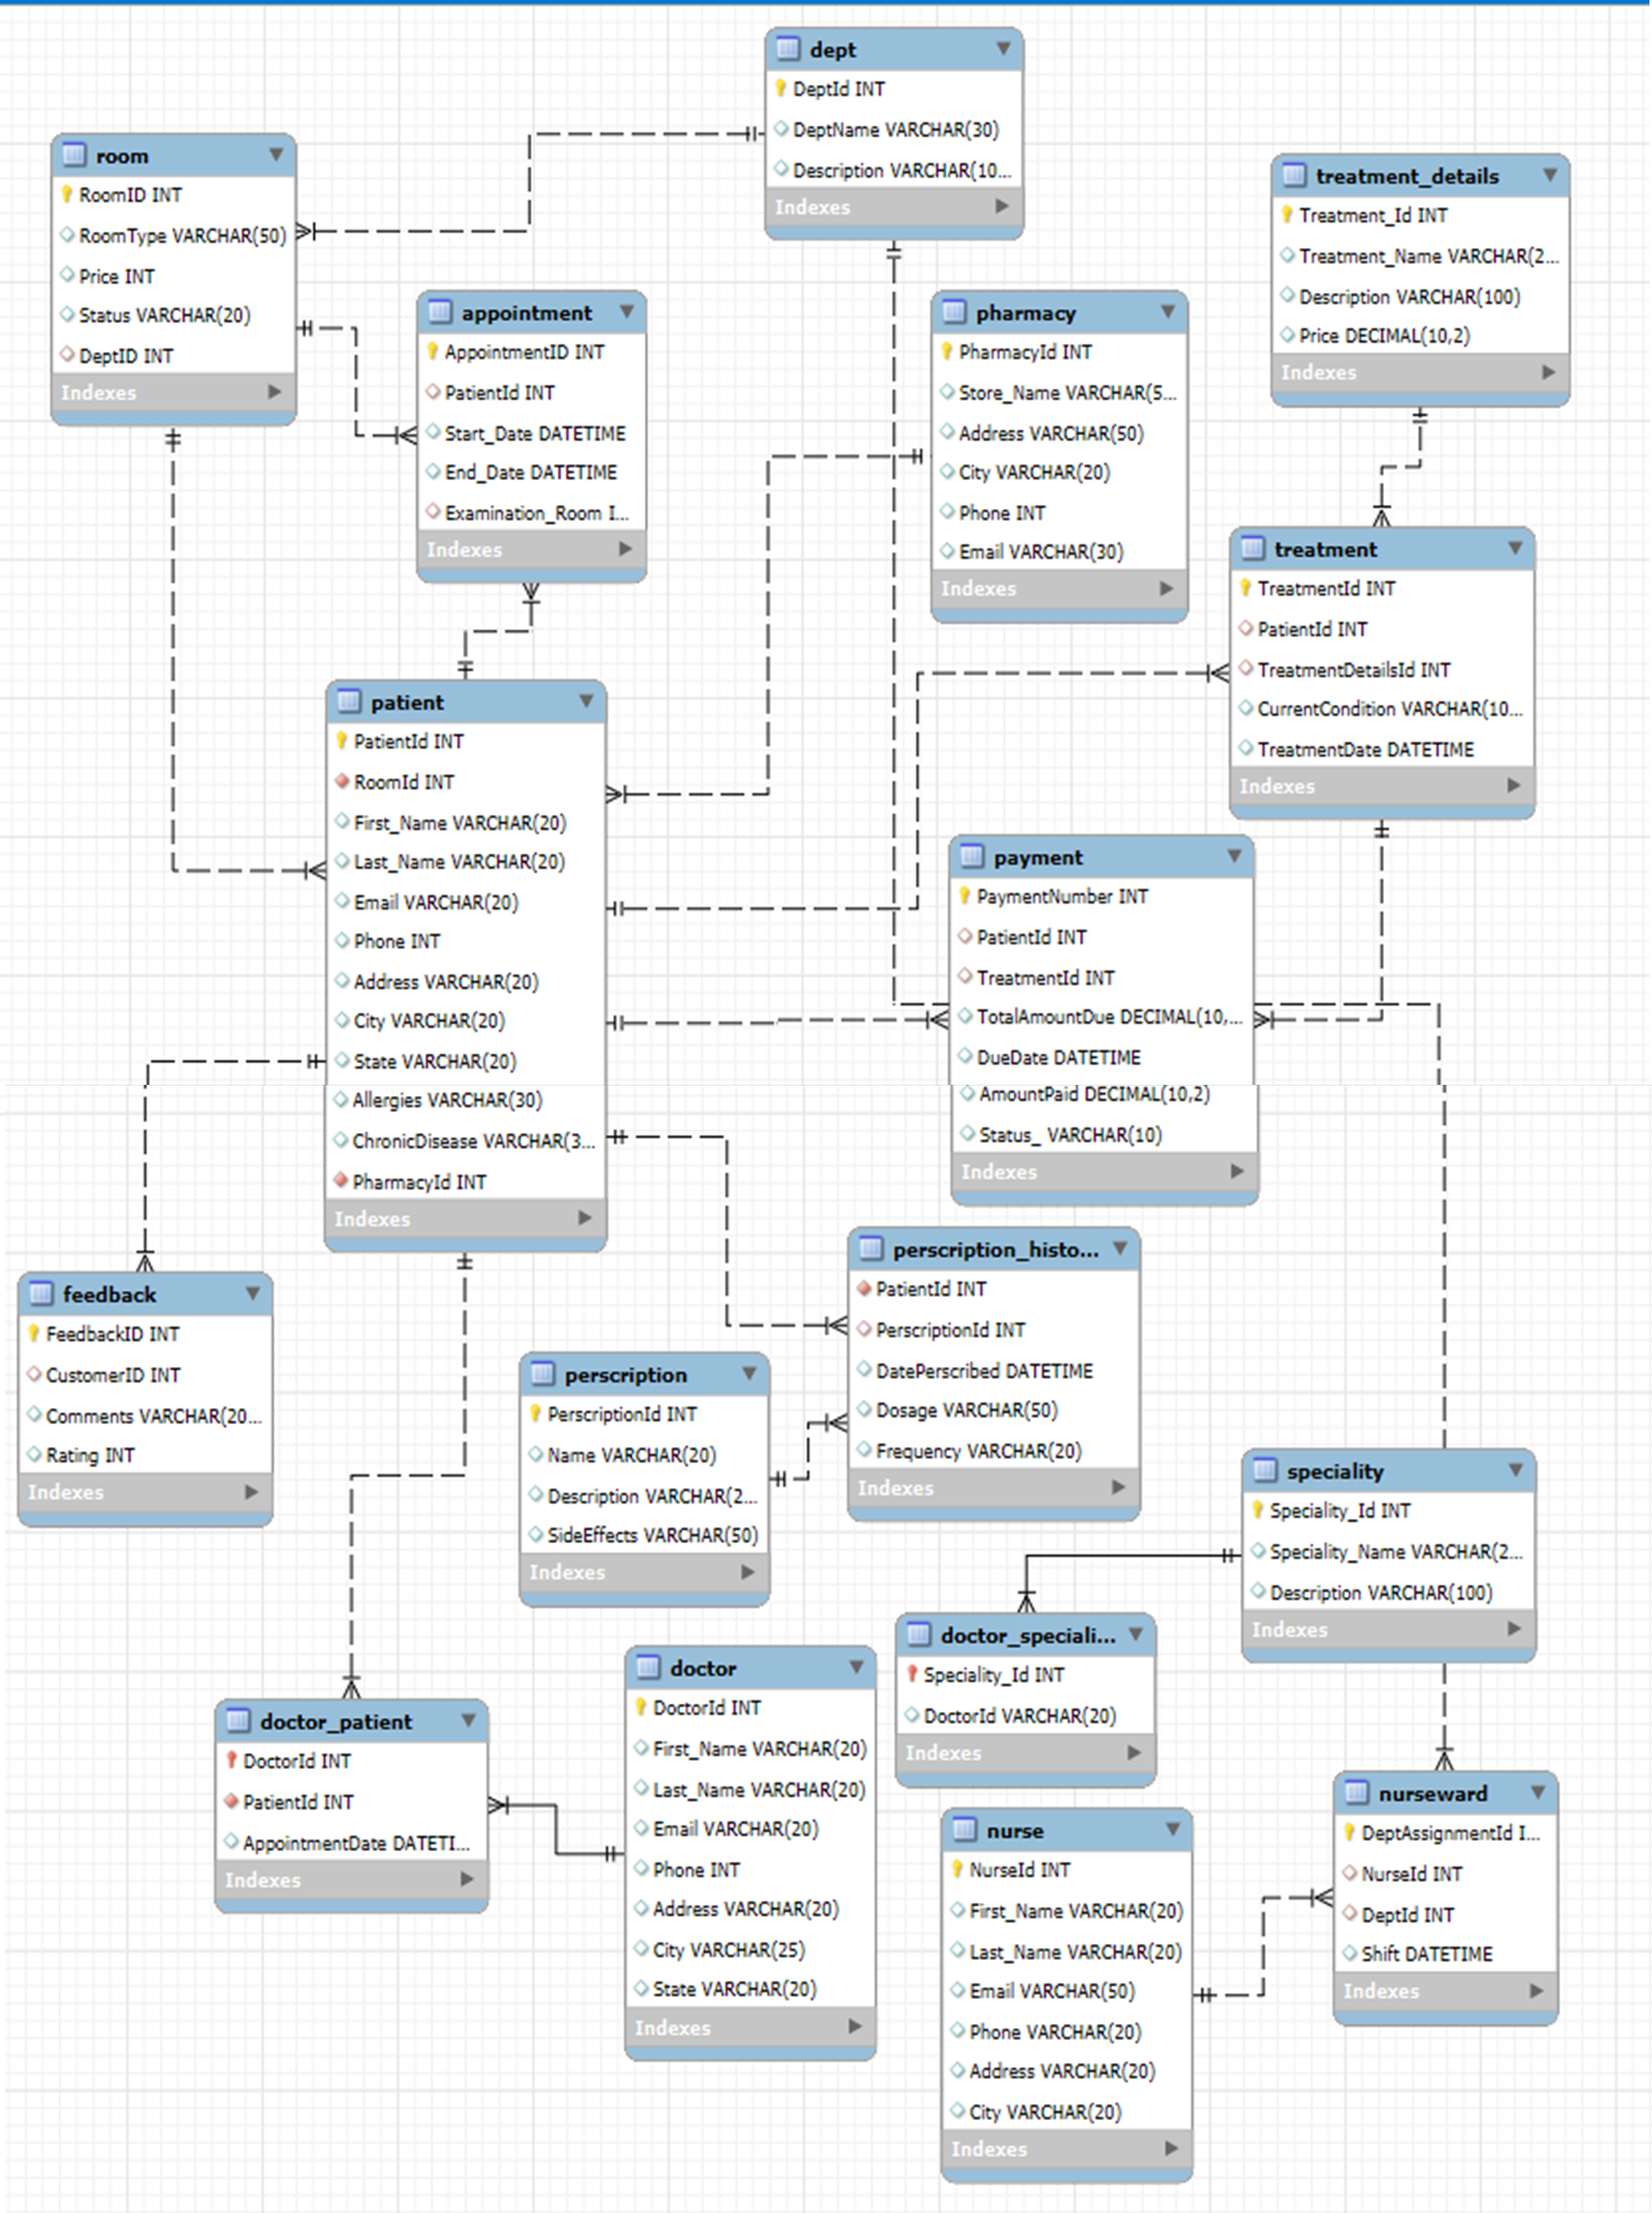 dept
DeptId INT
DeptName VARCHAR(30)
Description VARCHAR(10...
Indexes
room
RoomID INT
RoomType VARCHAR(50)
Price INT
Status VARCHAR(20)
DeptID INT
Indexes
treatment_details
Treatment_Id INT
Treatment_Name VARCHAR(2...
Description VARCHAR(100)
Price DECIMAL(10,2)
Indexes
appointment
AppointmentID INT
PatientId INT
Start_Date DATETIME
End_Date DATETIME
Examination_Room I...
Indexes
pharmacy
PharmacyId INT
Store_Name VARCHAR(5...
Address VARCHAR(50)
City VARCHAR(20)
Phone INT
Email VARCHAR(30)
Indexes
treatment
TreatmentId INT
PatientId INT
TreatmentDetailsId INT
CurrentCondition VARCHAR(10...
TreatmentDate DATETIME
Indexes
patient
PatientId INT
RoomId INT
First_Name VARCHAR(20)
Last_Name VARCHAR(20)
Email VARCHAR(20)
Phone INT
Address VARCHAR(20)
City VARCHAR(20)
State VARCHAR(20)
Allergies VARCHAR(30)
ChronicDisease VARCHAR(3...
PharmacyId INT
Indexes
payment
PaymentNumber INT
PatientId INT
TreatmentId INT
TotalAmountDue DECIMAL(10,...
DueDate DATETIME
AmountPaid DECIMAL(10,2)
Status_ VARCHAR(10)
Indexes
feedback
FeedbackID INT
CustomerID INT
Comments VARCHAR(20...
Rating INT
Indexes
perscription_histo...
PatientId INT
PerscriptionId INT
DatePerscribed DATETIME
Dosage VARCHAR(50)
Frequency VARCHAR(20)
Indexes
perscription
PerscriptionId INT
Name VARCHAR(20)
Description VARCHAR(2...
SideEffects VARCHAR(50)
Indexes
speciality
Speciality_Id INT
Speciality_Name VARCHAR(2...
Description VARCHAR(100)
Indexes
doctor_speciali...
Speciality_Id INT
DoctorId VARCHAR(20)
Indexes
doctor
DoctorId INT
First_Name VARCHAR(20)
Last_Name VARCHAR(20)
Email VARCHAR(20)
Phone INT
Address VARCHAR(20)
City VARCHAR(25)
State VARCHAR(20)
Indexes
doctor_patient
DoctorId INT
PatientId INT
AppointmentDate DATETI...
Indexes
nurse
NurseId INT
First_Name VARCHAR(20)
Last_Name VARCHAR(20)
Email VARCHAR(50)
Phone VARCHAR(20)
Address VARCHAR(20)
City VARCHAR(20)
Indexes
nurseward
DeptAssignmentId I...
NurseId INT
DeptId INT
Shift DATETIME
Indexes